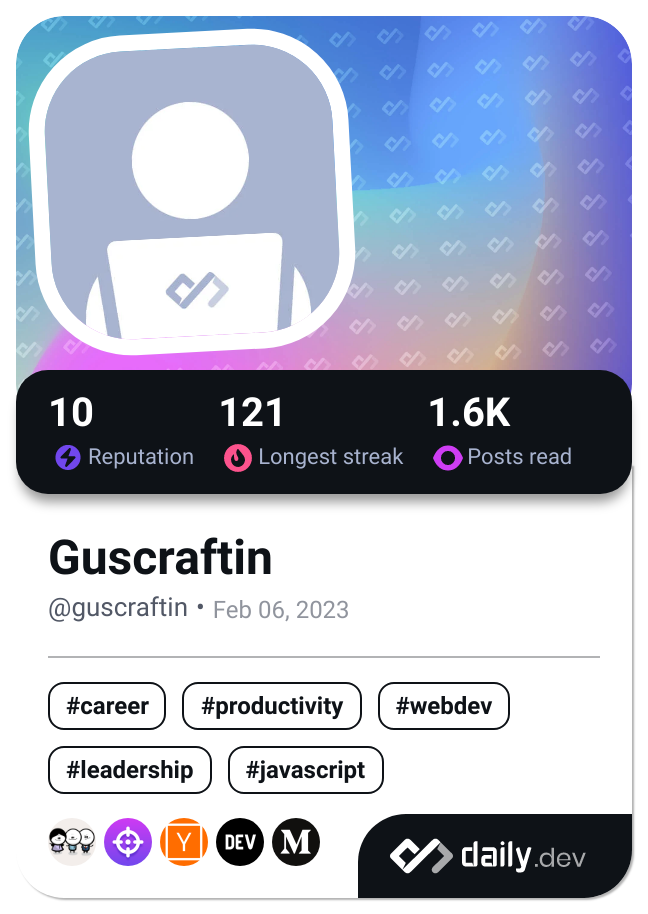 10 121 1.6K
Reputation Longest streak Posts read
Guscraftin
@guscraftin • Feb 06, 2023
#career #productivity #webdev
#leadership #javascript
Y DEV M
daily.dev